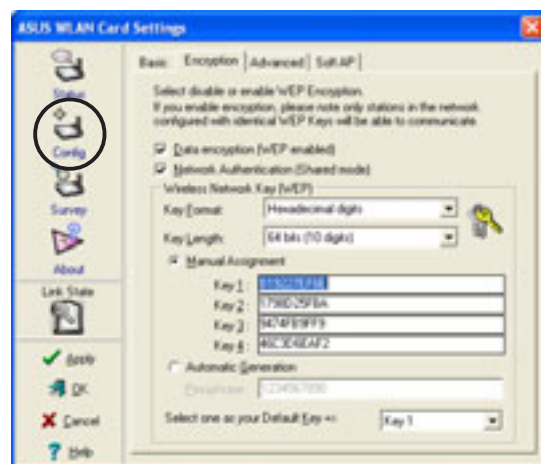 ASUS WLAN Card Settings
Status
Config
Survey
About
Link State
Apply
OK
Cancel
Help
Basic Encryption Advanced Soft AP
Select disable or enable WEP Encryption.
If you enable encryption, please note only stations in the network
configured with identical WEP Keys will be able to communicate.
Data encryption (WEP enabled)
Network Authentication (Shared mode)
Wireless Network Key (WEP)
Key Format: Hexadecimal digits
Key Length: 64 bits (10 digits)
Manual Assignment
Key 1:
Key 2: 1798D25FBA
Key 3: 9474FB9FF9
Key 4: 46C3D6EAF2
Automatic Generation
Passphrase: 1234567890
Select one as your Default Key => Key 1